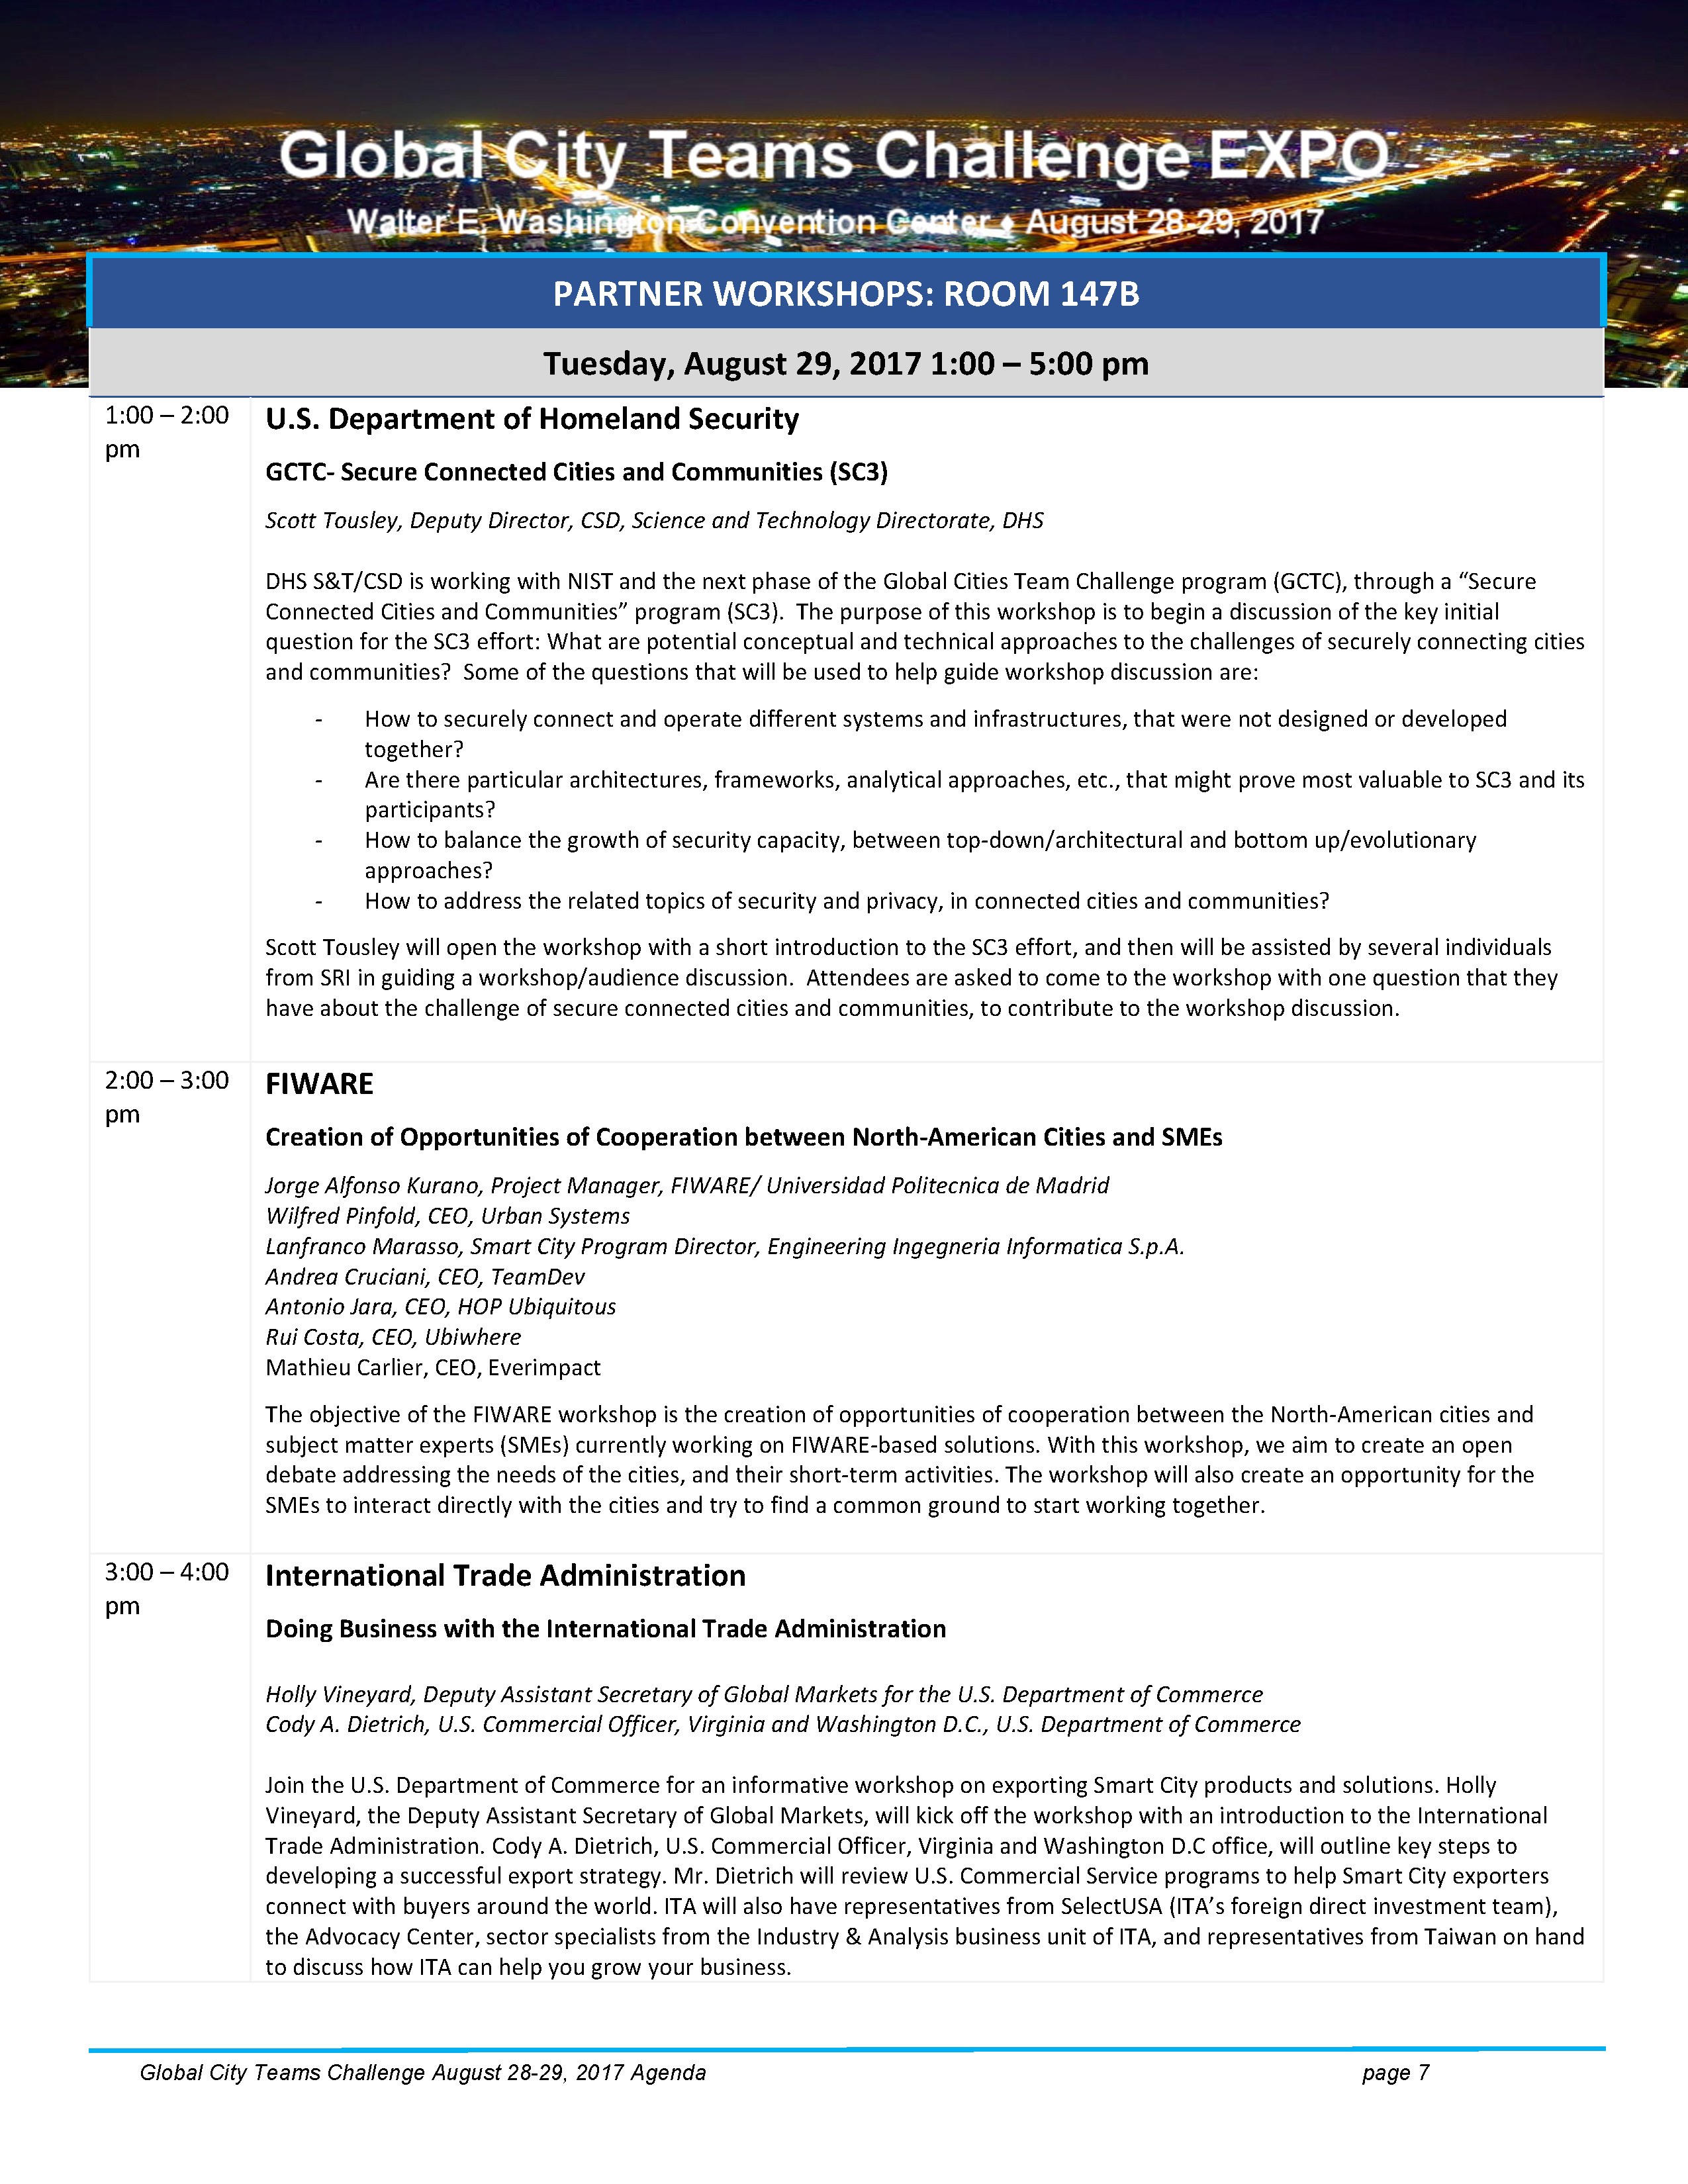 Global City Teams Challenge EXPO
Walter E. Washington Convention Center ♦ August 28-29, 2017
PARTNER WORKSHOPS: ROOM 147B
Tuesday, August 29, 2017 1:00 – 5:00 pm
1:00 – 2:00
pm
U.S. Department of Homeland Security
GCTC- Secure Connected Cities and Communities (SC3)
Scott Tousley, Deputy Director, CSD, Science and Technology Directorate, DHS
DHS S&T/CSD is working with NIST and the next phase of the Global Cities Team Challenge program (GCTC), through a “Secure
Connected Cities and Communities” program (SC3).  The purpose of this workshop is to begin a discussion of the key initial
question for the SC3 effort: What are potential conceptual and technical approaches to the challenges of securely connecting cities
and communities?  Some of the questions that will be used to help guide workshop discussion are:
- How to securely connect and operate different systems and infrastructures, that were not designed or developed
together?
- Are there particular architectures, frameworks, analytical approaches, etc., that might prove most valuable to SC3 and its
participants?
- How to balance the growth of security capacity, between top-down/architectural and bottom up/evolutionary
approaches?
- How to address the related topics of security and privacy, in connected cities and communities?
Scott Tousley will open the workshop with a short introduction to the SC3 effort, and then will be assisted by several individuals
from SRI in guiding a workshop/audience discussion.  Attendees are asked to come to the workshop with one question that they
have about the challenge of secure connected cities and communities, to contribute to the workshop discussion.
2:00 – 3:00
pm
FIWARE
Creation of Opportunities of Cooperation between North-American Cities and SMEs
Jorge Alfonso Kurano, Project Manager, FIWARE/ Universidad Politecnica de Madrid
Wilfred Pinfold, CEO, Urban Systems
Lanfranco Marasso, Smart City Program Director, Engineering Ingegneria Informatica S.p.A.
Andrea Cruciani, CEO, TeamDev
Antonio Jara, CEO, HOP Ubiquitous
Rui Costa, CEO, Ubiwhere
Mathieu Carlier, CEO, Everimpact
The objective of the FIWARE workshop is the creation of opportunities of cooperation between the North-American cities and
subject matter experts (SMEs) currently working on FIWARE-based solutions. With this workshop, we aim to create an open
debate addressing the needs of the cities, and their short-term activities. The workshop will also create an opportunity for the
SMEs to interact directly with the cities and try to find a common ground to start working together.
3:00 – 4:00
pm
International Trade Administration
Doing Business with the International Trade Administration
Holly Vineyard, Deputy Assistant Secretary of Global Markets for the U.S. Department of Commerce
Cody A. Dietrich, U.S. Commercial Officer, Virginia and Washington D.C., U.S. Department of Commerce
Join the U.S. Department of Commerce for an informative workshop on exporting Smart City products and solutions. Holly
Vineyard, the Deputy Assistant Secretary of Global Markets, will kick off the workshop with an introduction to the International
Trade Administration. Cody A. Dietrich, U.S. Commercial Officer, Virginia and Washington D.C office, will outline key steps to
developing a successful export strategy. Mr. Dietrich will review U.S. Commercial Service programs to help Smart City exporters
connect with buyers around the world. ITA will also have representatives from SelectUSA (ITA’s foreign direct investment team),
the Advocacy Center, sector specialists from the Industry & Analysis business unit of ITA, and representatives from Taiwan on hand
to discuss how ITA can help you grow your business.
Global City Teams Challenge August 28-29, 2017 Agenda page 7